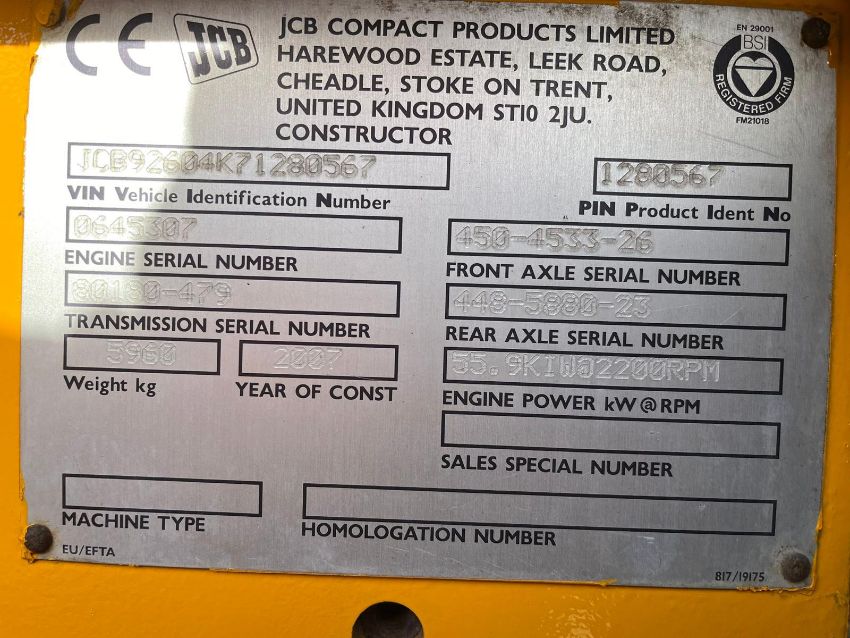 CE
JCB
JCB COMPACT PRODUCTS LIMITED
HAREWOOD ESTATE, LEEK ROAD,
CHEADLE, STOKE ON TRENT,
UNITED KINGDOM ST10 2JU.
CONSTRUCTOR
EN 29001
BSI
REGISTERED FIRM
FM21018
JCB92604K71280567
VIN Vehicle Identification Number
1280567
PIN Product Ident No
0645307
ENGINE SERIAL NUMBER
450-4533-26
FRONT AXLE SERIAL NUMBER
80180-479
TRANSMISSION SERIAL NUMBER
448-5880-23
REAR AXLE SERIAL NUMBER
5960
Weight kg
2007
YEAR OF CONST
55.9KIW@2200RPM
ENGINE POWER kW@RPM
SALES SPECIAL NUMBER
MACHINE TYPE
HOMOLOGATION NUMBER
EU/EFTA
817/19175